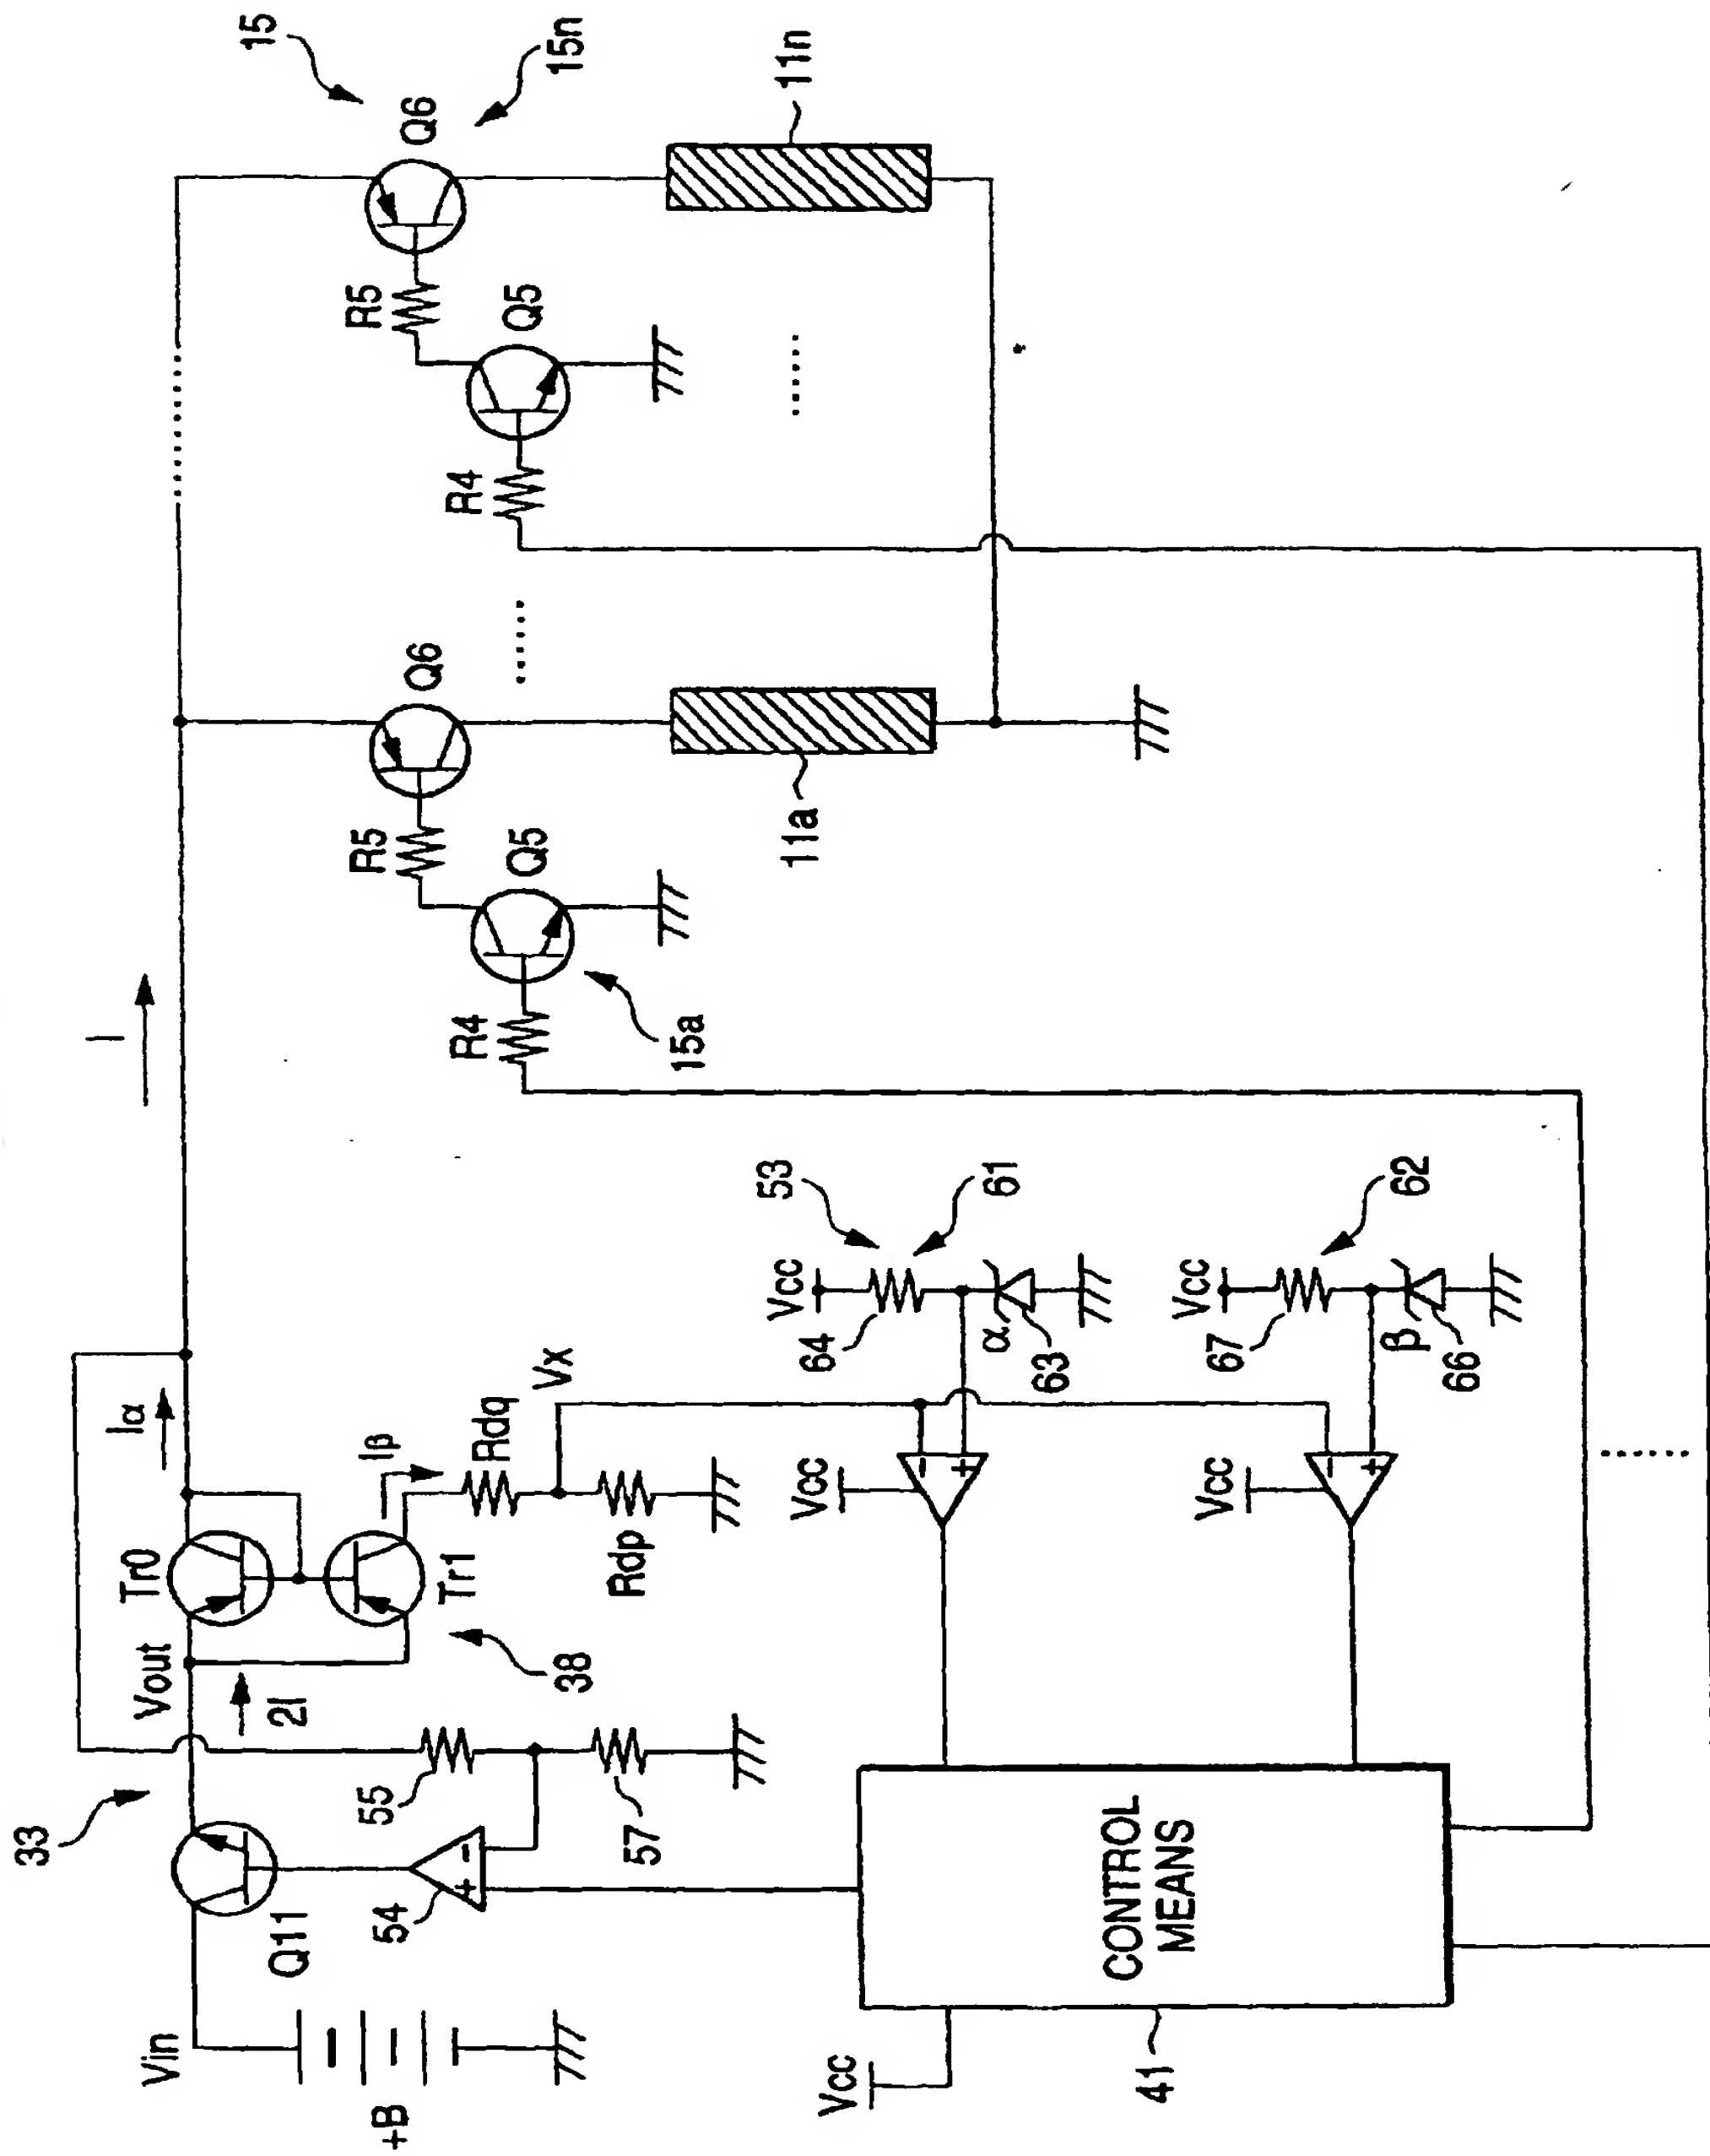 15
15n
Q6
R5
Q5
R4
11n
Q6
R5
Q5
R4
15a
11a
I
Iα
Iβ
Tr0
Tr1
Rdq
Vx
Rdp
38
Vout
2I
33
55
57
54
Q11
Vin
+B
53
61
Vcc
64
α
63
Vcc
62
Vcc
67
β
66
Vcc
CONTROL
MEANS
41
Vcc